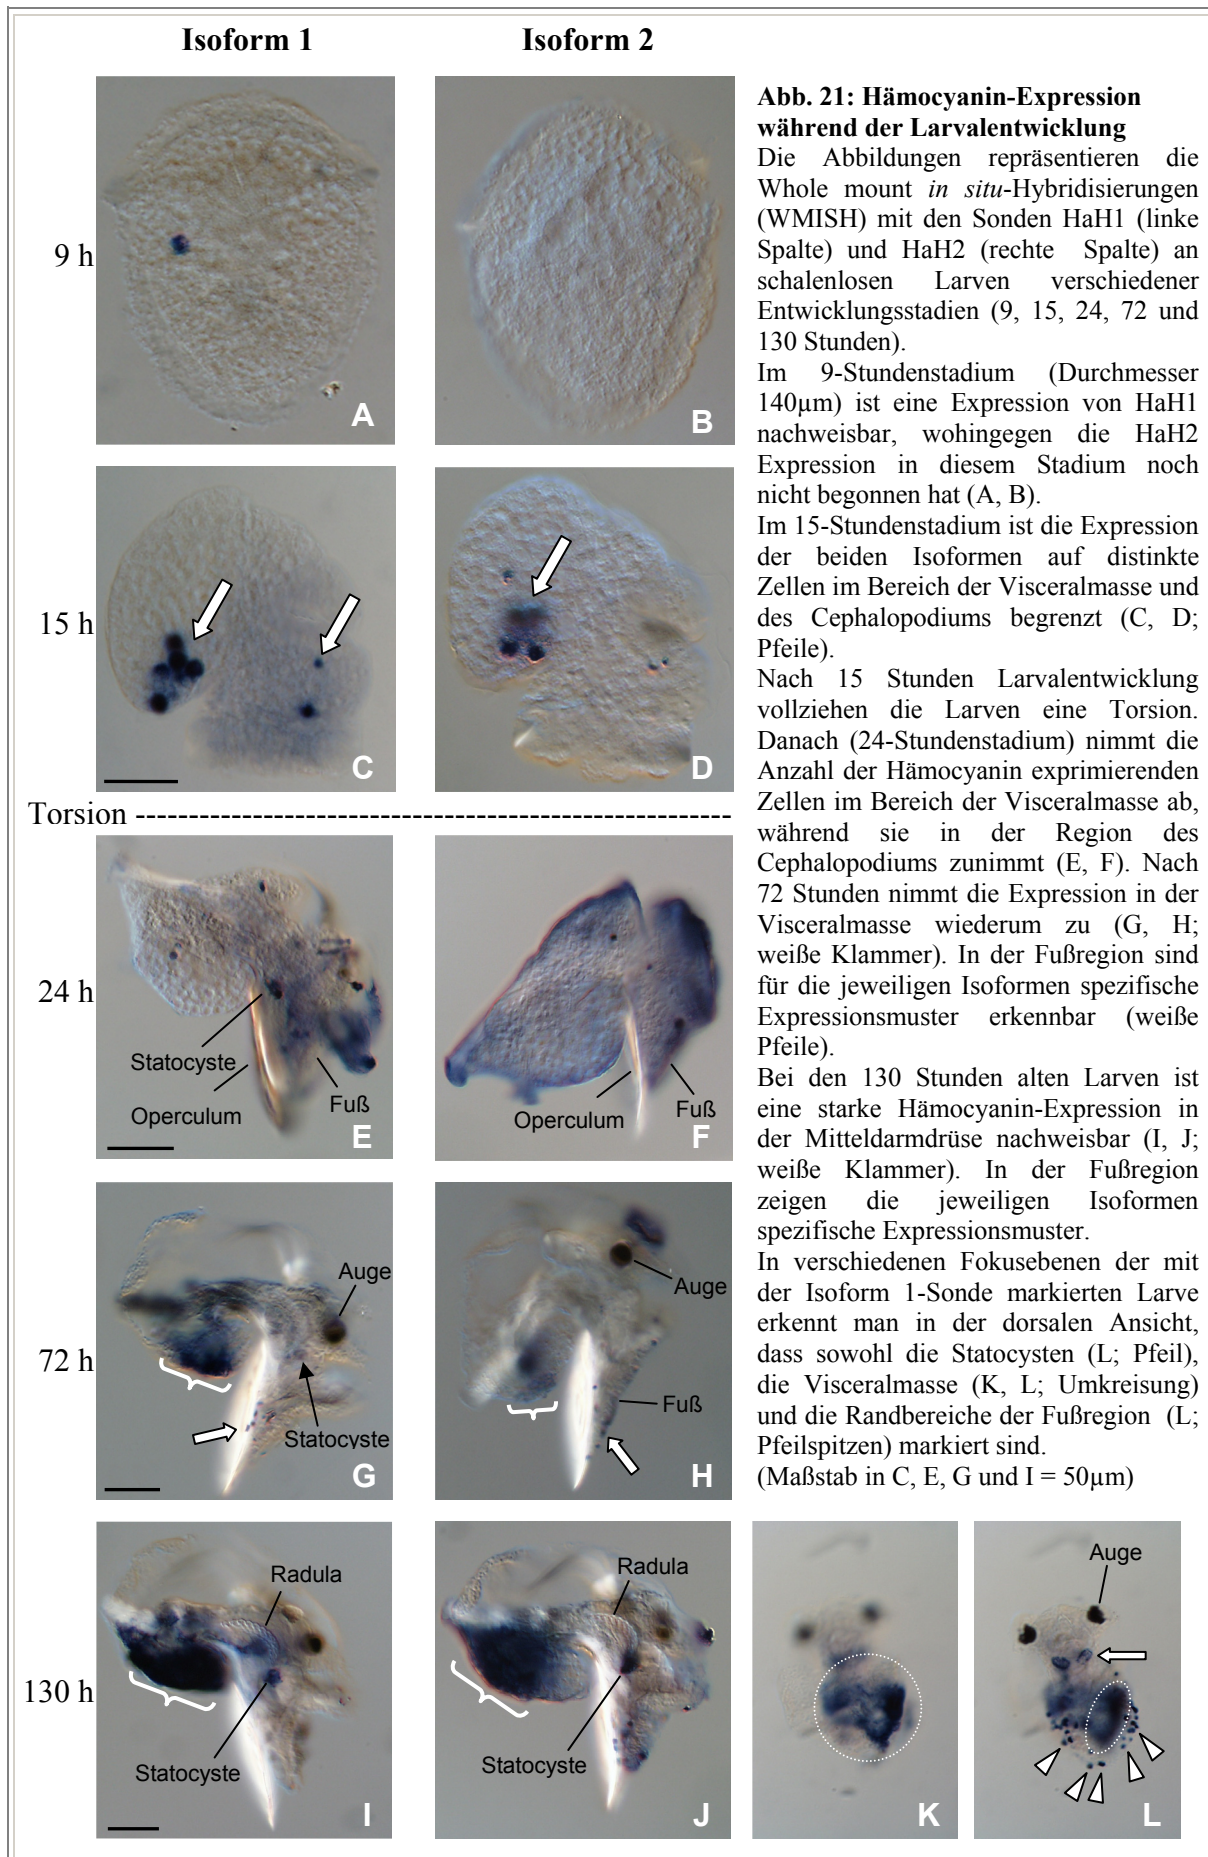 Isoform 1
Isoform 2
9 h
A
B
15 h
C
D
Torsion
24 h
Statocyste
Operculum
Fuß
E
Operculum
Fuß
F
72 h
Auge
Statocyste
G
Auge
Fuß
H
130 h
Radula
Statocyste
I
Radula
Statocyste
J
K
Auge
L
Abb. 21: Hämocyanin-Expression
während der Larvalentwicklung
Die Abbildungen repräsentieren die
Whole mount in situ-Hybridisierungen
(WMISH) mit den Sonden HaH1 (linke
Spalte) und HaH2 (rechte Spalte) an
schalenlosen Larven verschiedener
Entwicklungsstadien (9, 15, 24, 72 und
130 Stunden).
Im 9-Stundenstadium (Durchmesser
140µm) ist eine Expression von HaH1
nachweisbar, wohingegen die HaH2
Expression in diesem Stadium noch
nicht begonnen hat (A, B).
Im 15-Stundenstadium ist die Expression
der beiden Isoformen auf distinkte
Zellen im Bereich der Visceralmasse und
des Cephalopodiums begrenzt (C, D;
Pfeile).
Nach 15 Stunden Larvalentwicklung
vollziehen die Larven eine Torsion.
Danach (24-Stundenstadium) nimmt die
Anzahl der Hämocyanin exprimierenden
Zellen im Bereich der Visceralmasse ab,
während sie in der Region des
Cephalopodiums zunimmt (E, F). Nach
72 Stunden nimmt die Expression in der
Visceralmasse wiederum zu (G, H;
weiße Klammer). In der Fußregion sind
für die jeweiligen Isoformen spezifische
Expressionsmuster erkennbar (weiße
Pfeile).
Bei den 130 Stunden alten Larven ist
eine starke Hämocyanin-Expression in
der Mitteldarmdrüse nachweisbar (I, J;
weiße Klammer). In der Fußregion
zeigen die jeweiligen Isoformen
spezifische Expressionsmuster.
In verschiedenen Fokusebenen der mit
der Isoform 1-Sonde markierten Larve
erkennt man in der dorsalen Ansicht,
dass sowohl die Statocysten (L; Pfeil),
die Visceralmasse (K, L; Umkreisung)
und die Randbereiche der Fußregion (L;
Pfeilspitzen) markiert sind.
(Maßstab in C, E, G und I = 50µm)